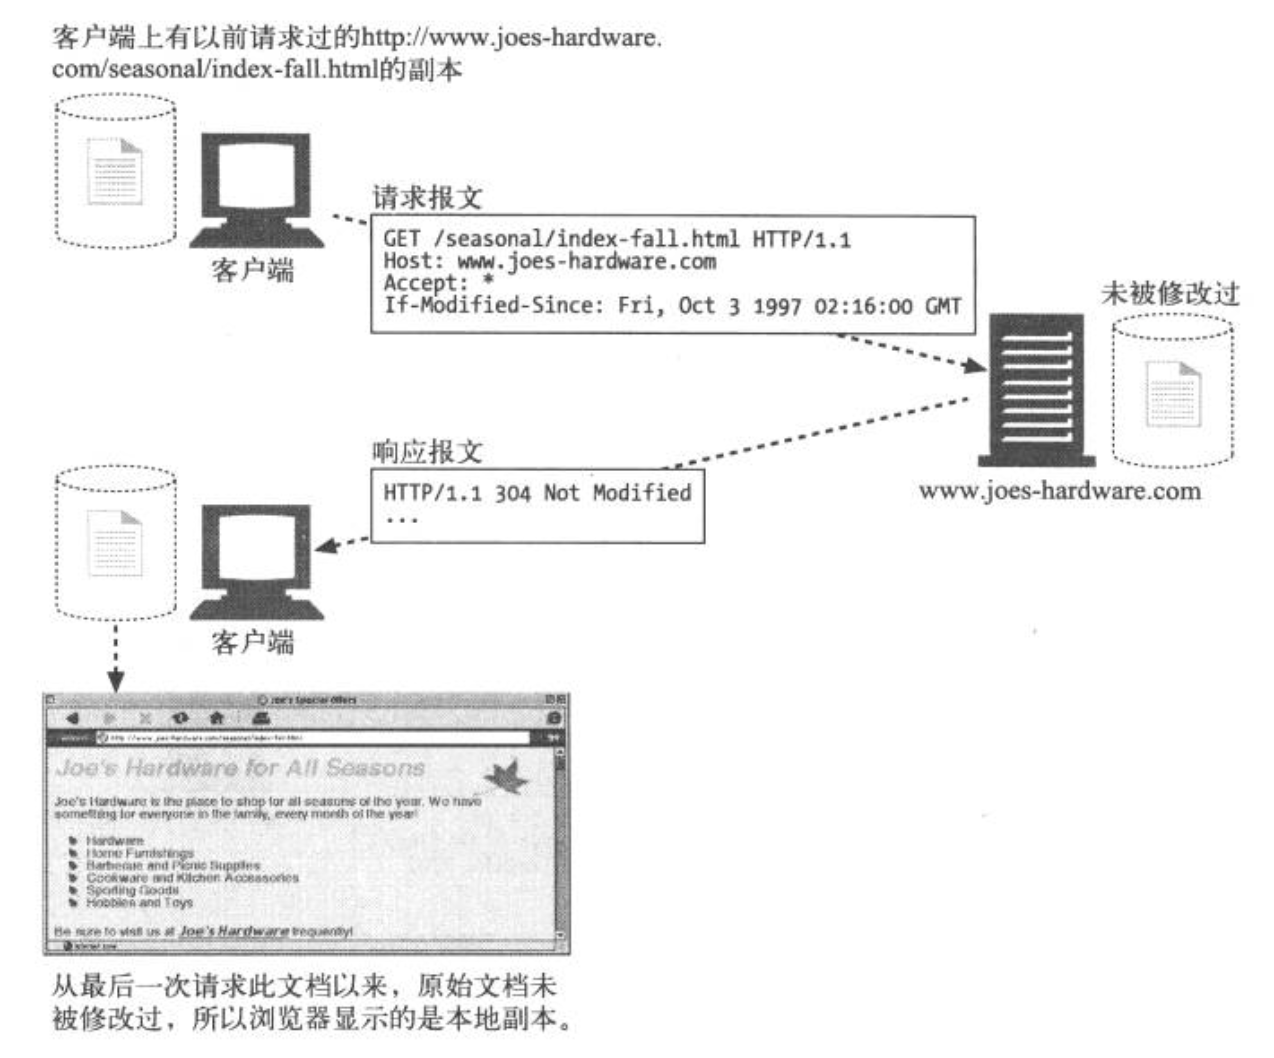 客户端上有以前请求过的http://www.joes-hardware.
com/seasonal/index-fall.html的副本
请求报文
GET /seasonal/index-fall.html HTTP/1.1
Host: www.joes-hardware.com
Accept: *
If-Modified-Since: Fri, Oct 3 1997 02:16:00 GMT
客户端
未被修改过
www.joes-hardware.com
响应报文
HTTP/1.1 304 Not Modified
...
客户端
Joe's Special Offers
Joe's Hardware for All Seasons
Joe's Hardware is the place to shop for all seasons of the year. We have
something for everyone in the family, every month of the year!
Hardware
Home Furnishings
Barbecue and Picnic Supplies
Cookware and Kitchen Accessories
Sporting Goods
Hobbies and Toys
Be sure to visit us at Joe's Hardware frequently!
从最后一次请求此文档以来，原始文档未
被修改过，所以浏览器显示的是本地副本。